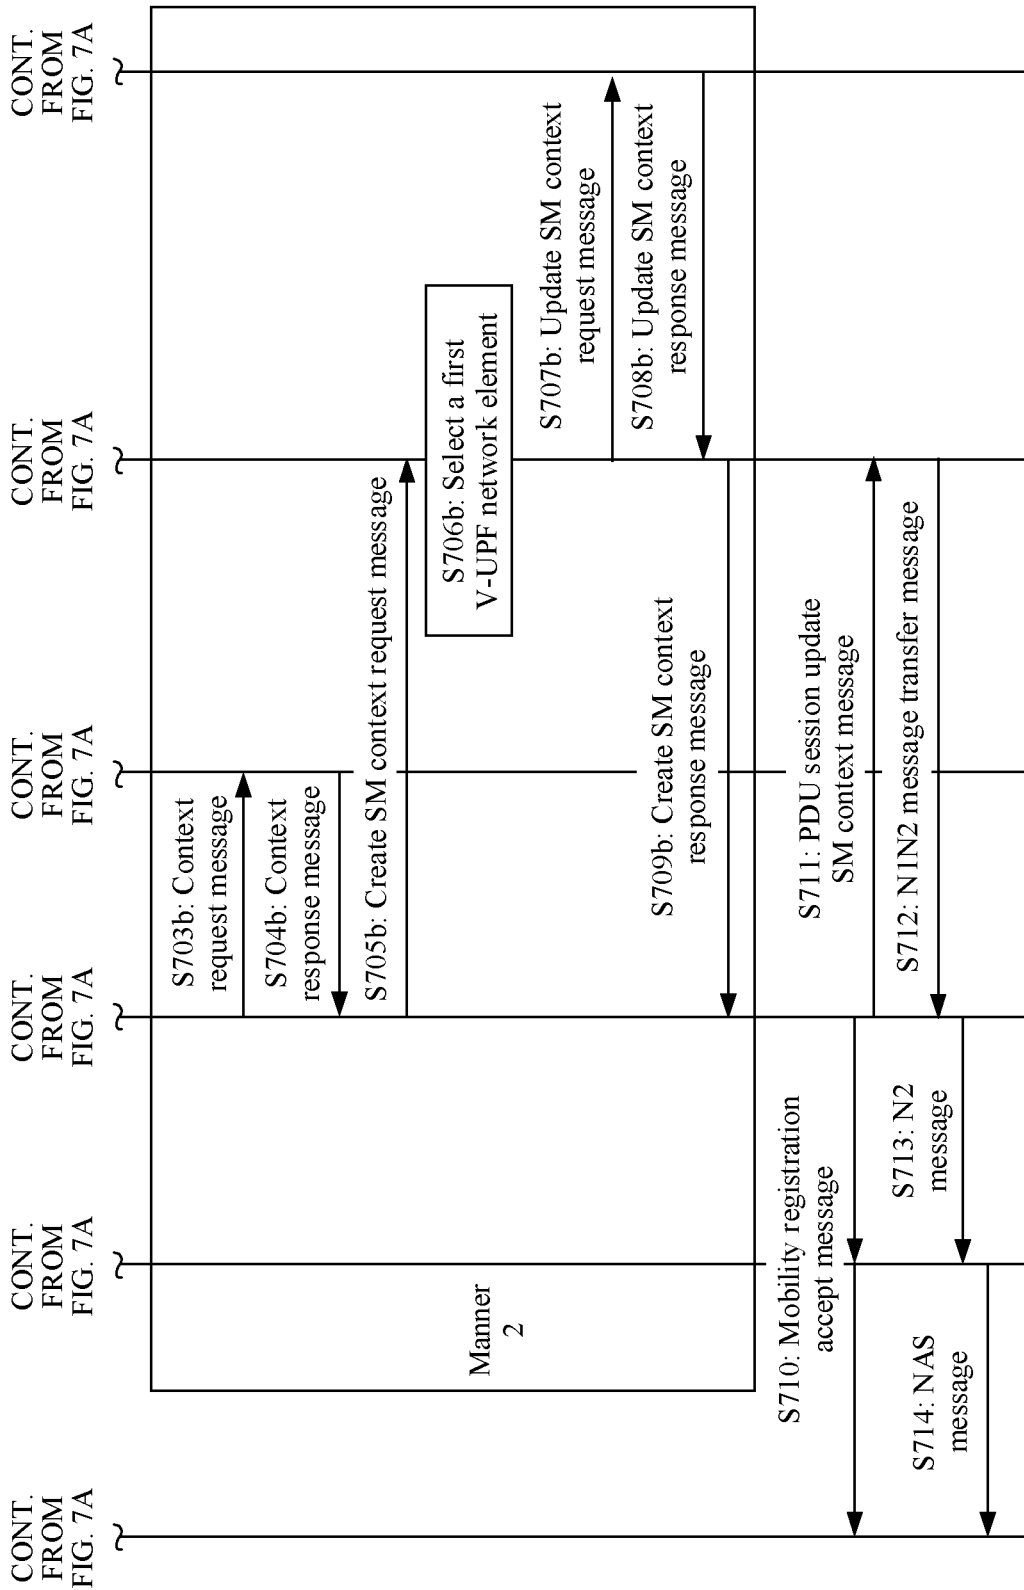 CONT.
FROM
FIG. 7A
CONT.
FROM
FIG. 7A
CONT.
FROM
FIG. 7A
CONT.
FROM
FIG. 7A
CONT.
FROM
FIG. 7A
CONT.
FROM
FIG. 7A
Manner
2
S703b: Context
request message
S704b: Context
response message
S705b: Create SM context request message
S706b: Select a first
V-UPF network element
S707b: Update SM context
request message
S708b: Update SM context
response message
S709b: Create SM context
response message
S710: Mobility registration
accept message
S711: PDU session update
SM context message
S712: N1N2 message transfer message
S713: N2
message
S714: NAS
message